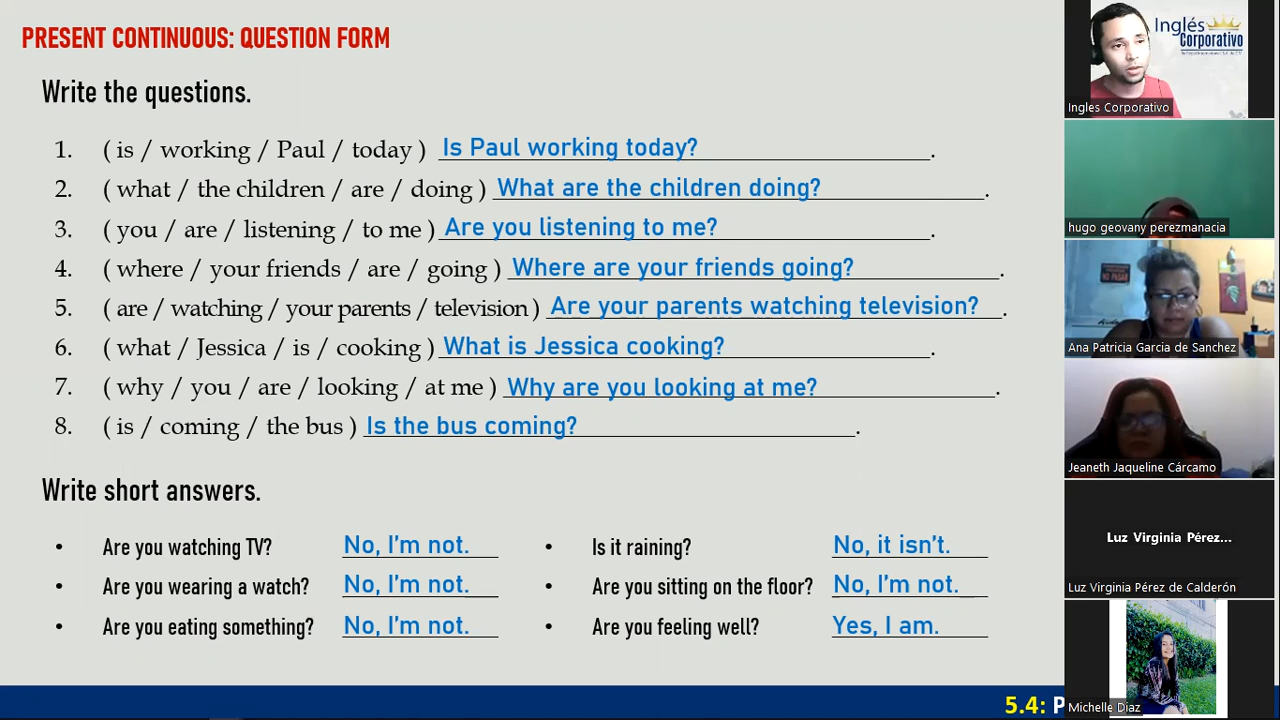 PRESENT CONTINUOUS: QUESTION FORM
Write the questions.
1. ( is / working / Paul / today ) Is Paul working today? .
2. ( what / the children / are / doing ) What are the children doing? .
3. ( you / are / listening / to me ) Are you listening to me? .
4. ( where / your friends / are / going ) Where are your friends going? .
5. ( are / watching / your parents / television ) Are your parents watching television? .
6. ( what / Jessica / is / cooking ) What is Jessica cooking? .
7. ( why / you / are / looking / at me ) Why are you looking at me? .
8. ( is / coming / the bus ) Is the bus coming? .
Write short answers.
• Are you watching TV? No, I'm not.
• Are you wearing a watch? No, I'm not.
• Are you eating something? No, I'm not.
• Is it raining? No, it isn't.
• Are you sitting on the floor? No, I'm not.
• Are you feeling well? Yes, I am.
5.4: P
Inglés
Corporativo
Ingles Corporativo
hugo geovany perezmanacia
NO PASAR
Ana Patricia Garcia de Sanchez
Jeaneth Jaqueline Cárcamo
Luz Virginia Pérez...
Luz Virginia Pérez de Calderón
Michelle Diaz